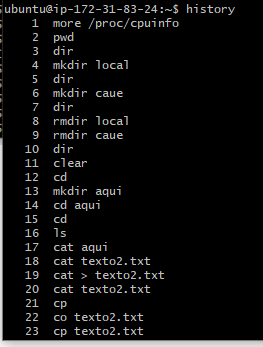 ubuntu@ip-172-31-83-24:~$ history
1 more /proc/cpuinfo
2 pwd
3 dir
4 mkdir local
5 dir
6 mkdir caue
7 dir
8 rmdir local
9 rmdir caue
10 dir
11 clear
12 cd
13 mkdir aqui
14 cd aqui
15 cd
16 ls
17 cat aqui
18 cat texto2.txt
19 cat > texto2.txt
20 cat texto2.txt
21 cp
22 co texto2.txt
23 cp texto2.txt